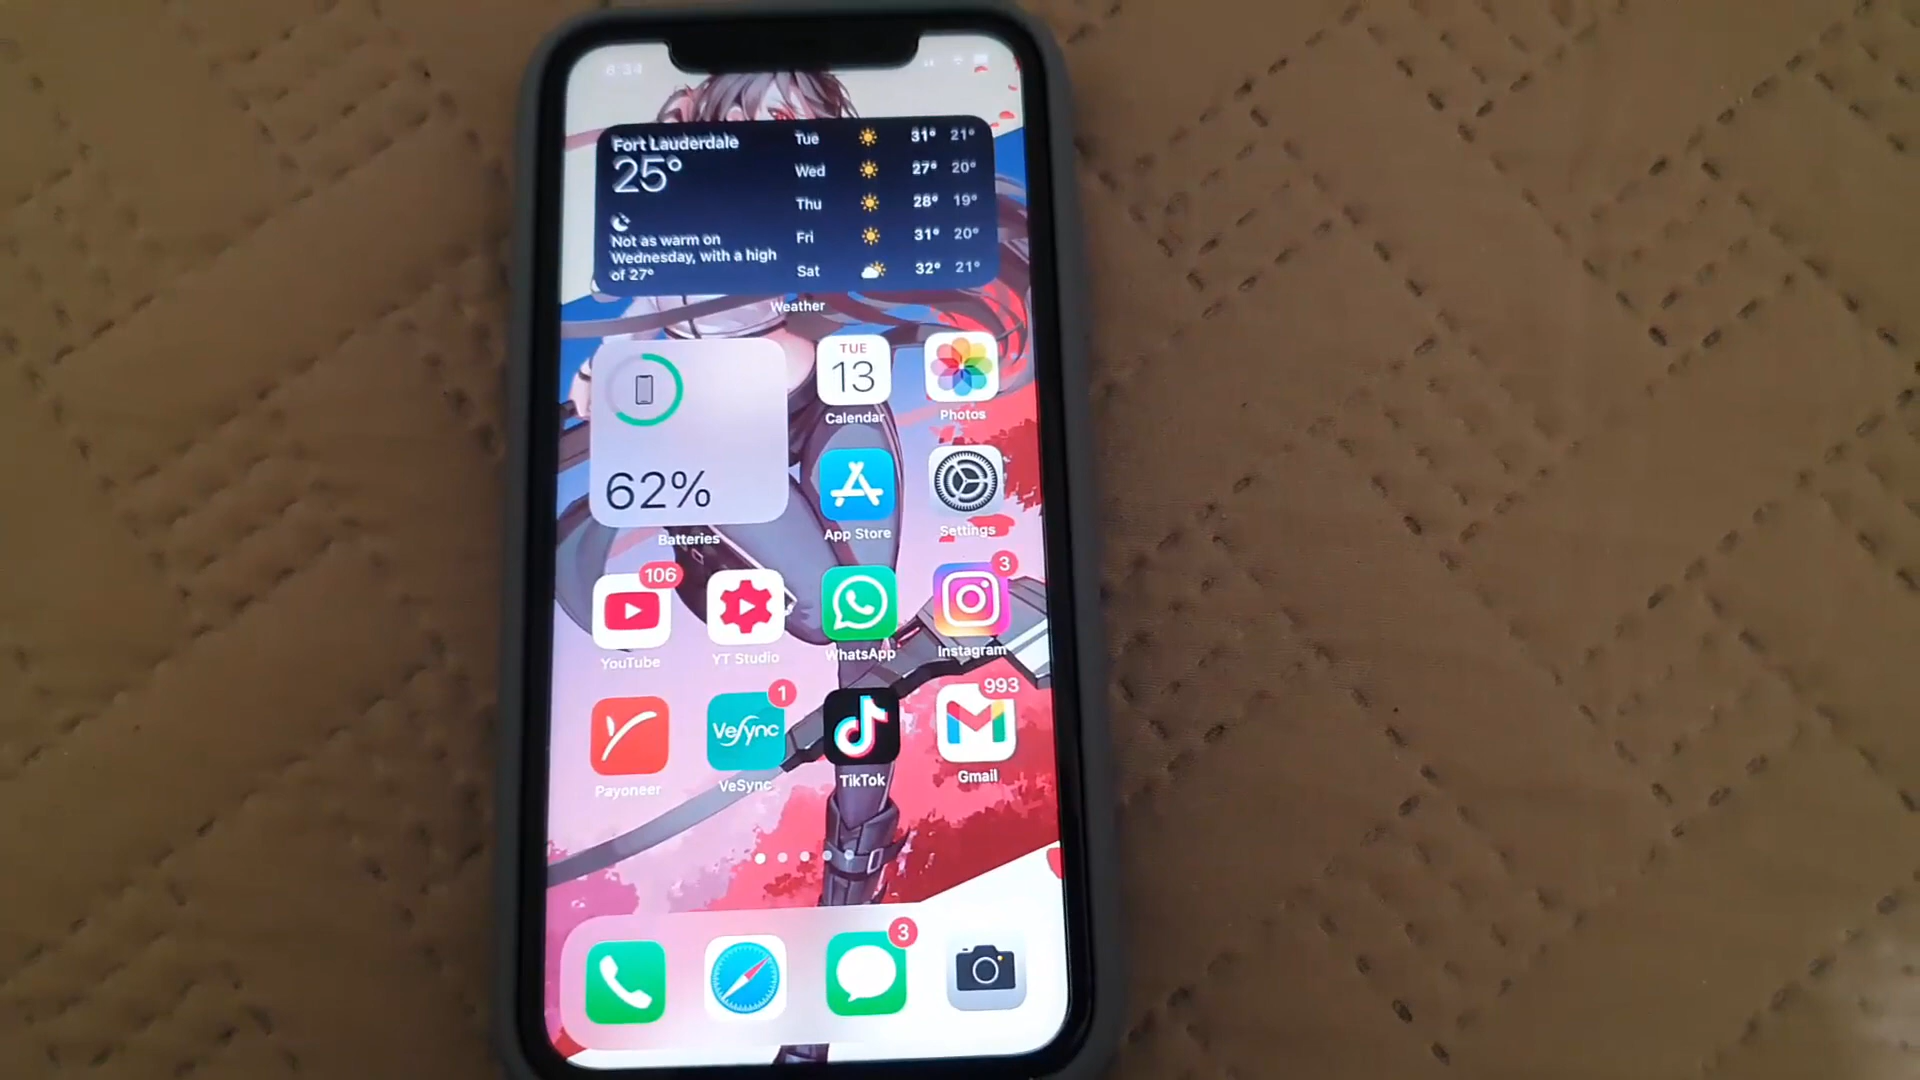 6:34
Fort Lauderdale
25°
Not as warm on
Wednesday, with a high
of 27°
Tue 31° 21°
Wed 27° 20°
Thu 28° 19°
Fri 31° 20°
Sat 32° 21°
Weather
62%
Batteries
TUE
13
Calendar
Photos
App Store
Settings
106
YouTube
YT Studio
WhatsApp
3
Instagram
Payoneer
1
VeSync
VeSync
TikTok
993
Gmail
3